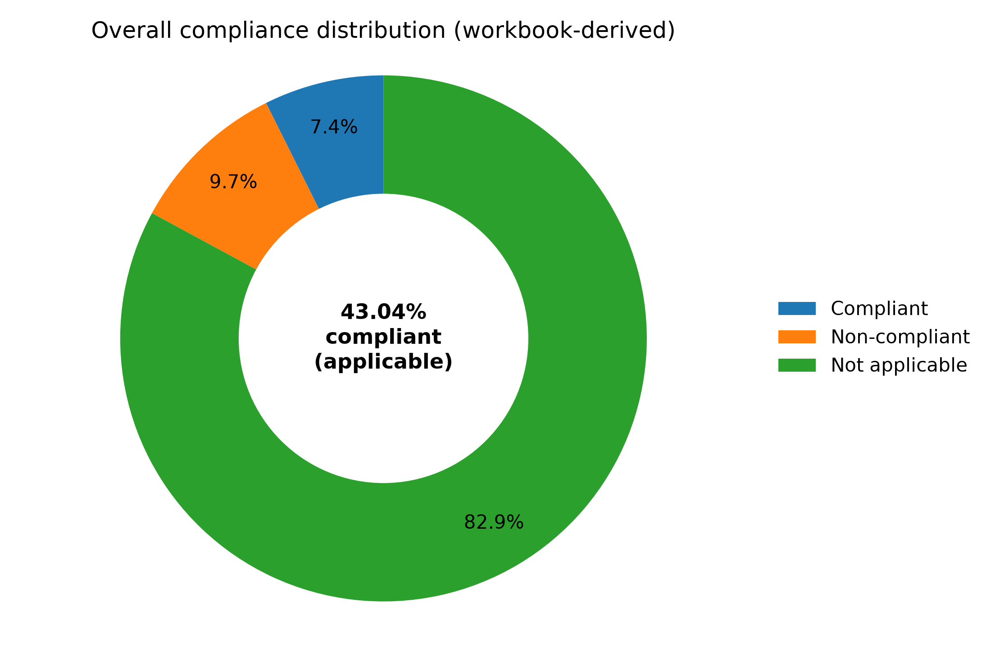 Overall compliance distribution (workbook-derived)
7.4%
9.7%
43.04%
compliant
(applicable)
82.9%
Compliant
Non-compliant
Not applicable